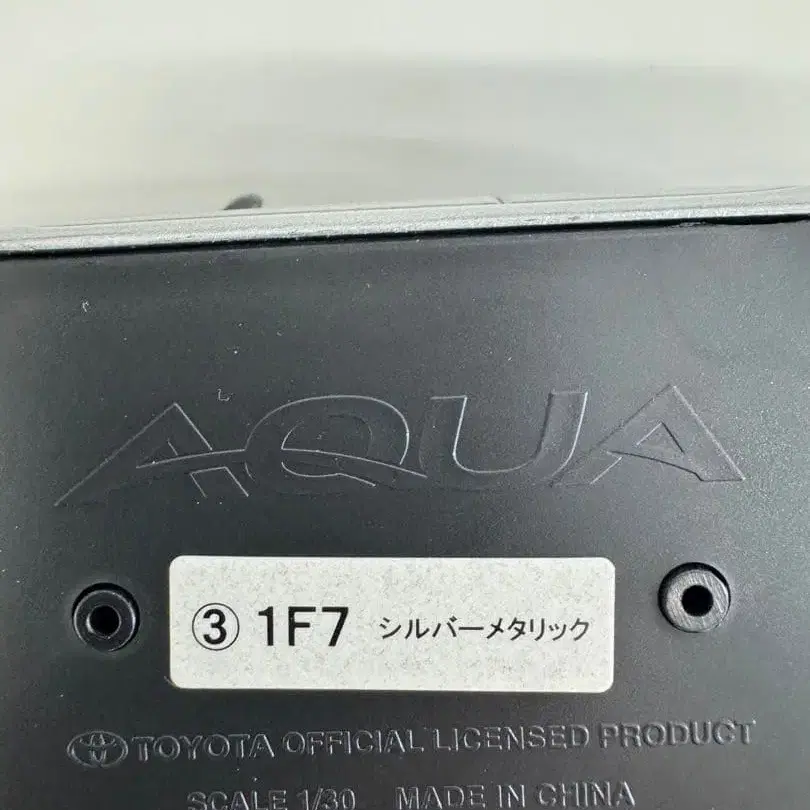 AQUA
③ 1F7 シルバーメタリック
TOYOTA OFFICIAL LICENSED PRODUCT
SCALE 1/30 MADE IN CHINA